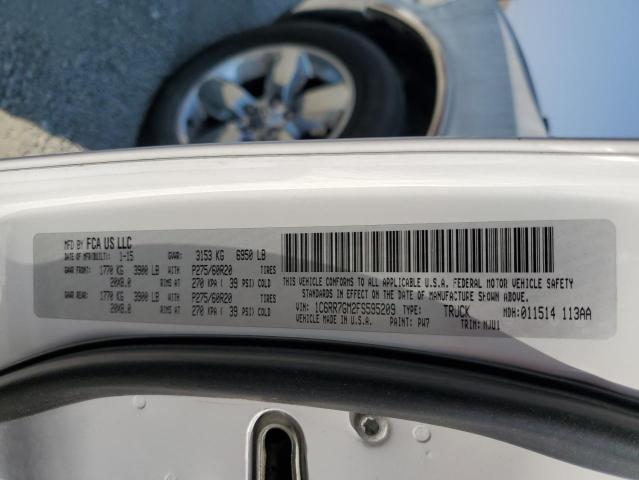 MFD BY FCA US LLC
DATE OF MFR/BUILT: 1-15 GVWR: 3153 KG 6950 LB
GAWR FRONT: 1770 KG 3900 LB WITH P275/60R20 TIRES
20X8.0 RIMS AT 270 KPA ( 39 PSI) COLD
GAWR REAR: 1770 KG 3900 LB WITH P275/60R20 TIRES
20X8.0 RIMS AT 270 KPA ( 39 PSI) COLD
THIS VEHICLE CONFORMS TO ALL APPLICABLE U.S.A. FEDERAL MOTOR VEHICLE SAFETY
STANDARDS IN EFFECT ON THE DATE OF MANUFACTURE SHOWN ABOVE.
VIN: 1C6RR7GM2FS595209 TYPE: TRUCK MDH: 011514 113AA
VEHICLE MADE IN U.S.A. PAINT: PW7 TRIM: MJU1